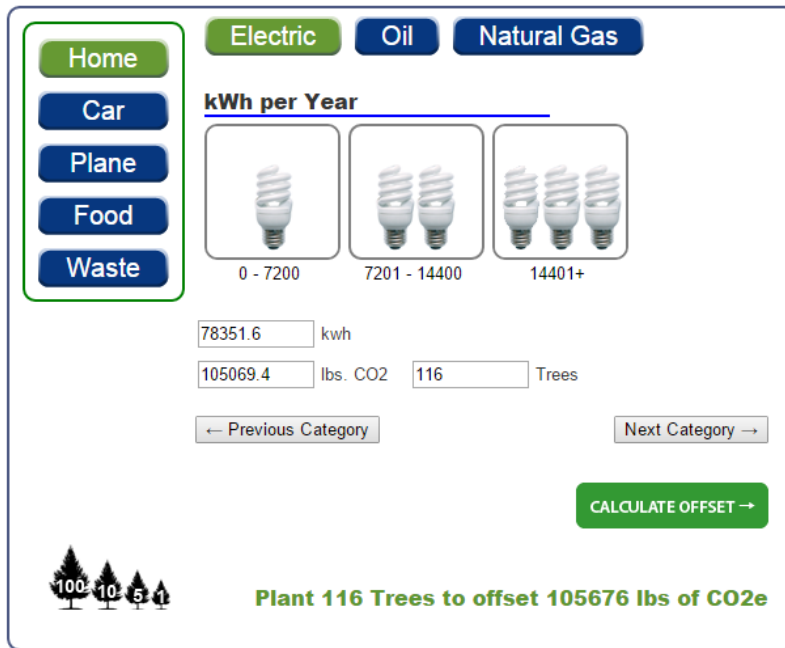 Home
Car
Plane
Food
Waste
Electric Oil Natural Gas
kWh per Year
0 - 7200 7201 - 14400 14401+
78351.6 kwh
105069.4 lbs. CO2 116 Trees
← Previous Category Next Category →
CALCULATE OFFSET →
100 10 5 1
Plant 116 Trees to offset 105676 lbs of CO2e